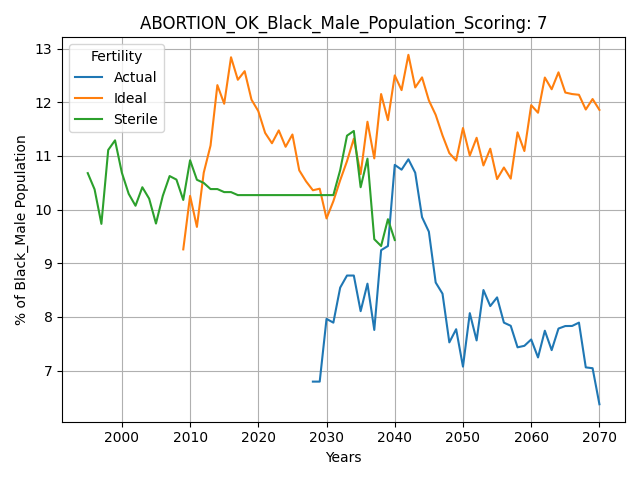 ABORTION_OK_Black_Male_Population_Scoring: 7
Fertility
Actual
Ideal
Sterile
% of Black_Male Population
13
12
11
10
9
8
7
2000 2010 2020 2030 2040 2050 2060 2070
Years